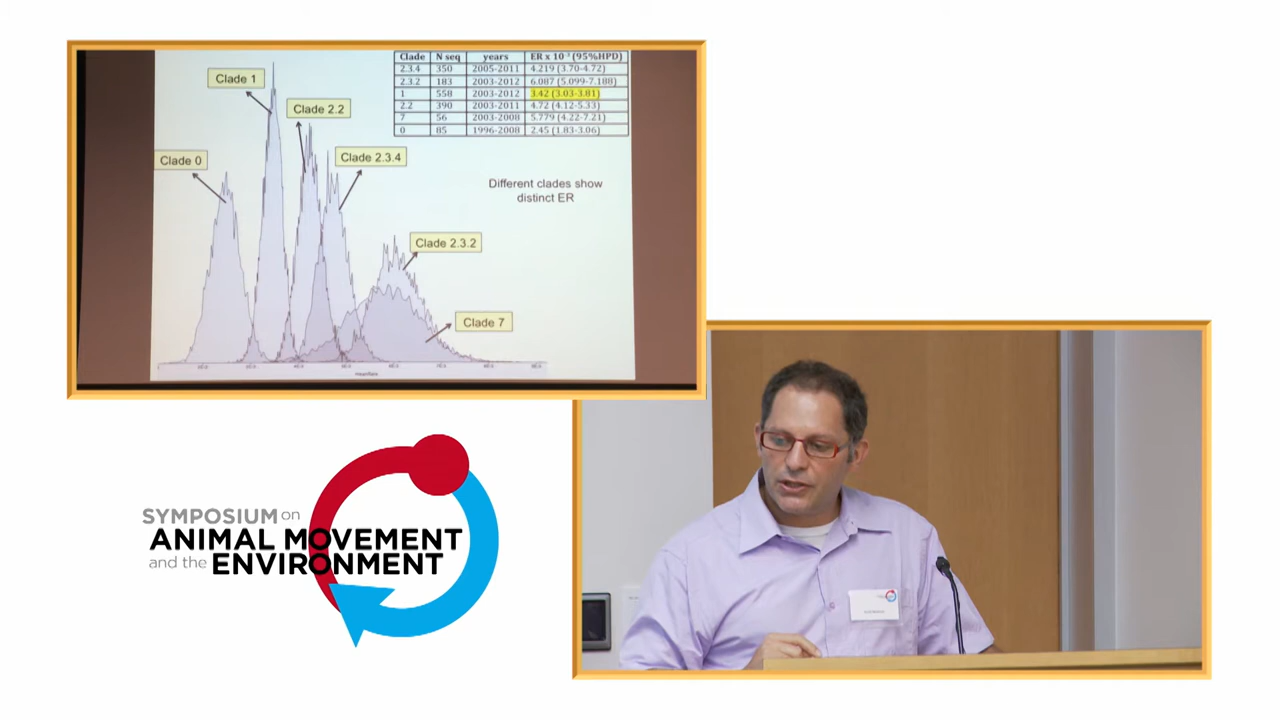 Clade N seq years ER x 10⁻³ (95%HPD)
2.3.4 350 2005-2011 4.219 (3.70-4.72)
2.3.2 183 2003-2012 6.087 (5.099-7.188)
1 558 2003-2012 3.42 (3.03-3.81)
2.2 390 2003-2011 4.72 (4.12-5.33)
7 56 2003-2008 5.779 (4.22-7.21)
0 85 1996-2008 2.45 (1.83-3.06)
Clade 1
Clade 2.2
Clade 0
Clade 2.3.4
Different clades show
distinct ER
Clade 2.3.2
Clade 7
SYMPOSIUM on
ANIMAL MOVEMENT
and the ENVIRONMENT